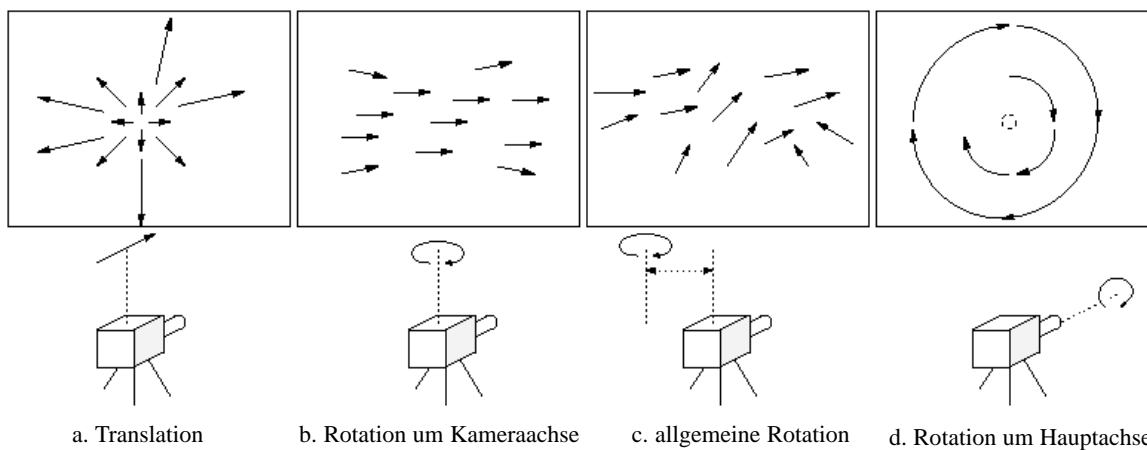 a. Translation
b. Rotation um Kameraachse
c. allgemeine Rotation
d. Rotation um Hauptachse